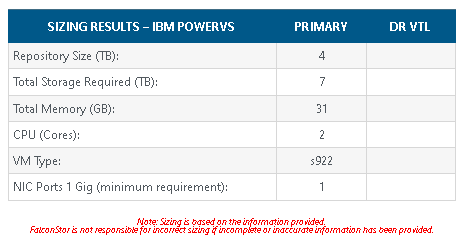 SIZING RESULTS – IBM POWERVS PRIMARY DR VTL
Repository Size (TB): 4
Total Storage Required (TB): 7
Total Memory (GB): 31
CPU (Cores): 2
VM Type: s922
NIC Ports 1 Gig (minimum requirement): 1
Note: Sizing is based on the information provided.
FalconStor is not responsible for incorrect sizing if incomplete or inaccurate information has been provided.